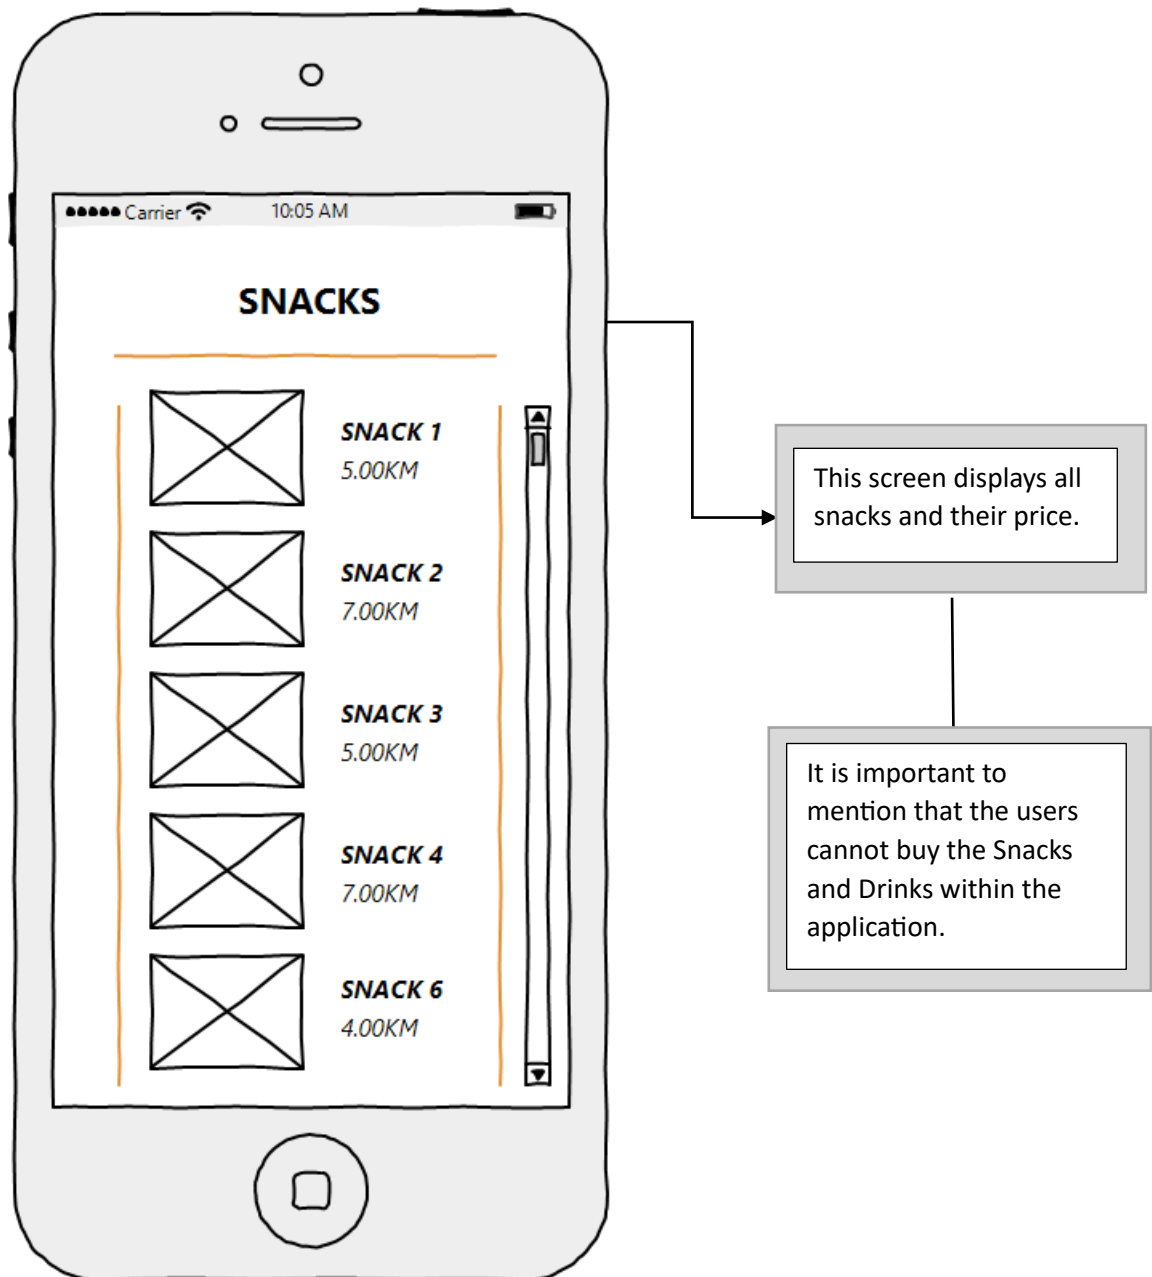 Carrier 10:05 AM
SNACKS
SNACK 1
5.00KM
SNACK 2
7.00KM
SNACK 3
5.00KM
SNACK 4
7.00KM
SNACK 6
4.00KM
This screen displays all
snacks and their price.
It is important to
mention that the users
cannot buy the Snacks
and Drinks within the
application.